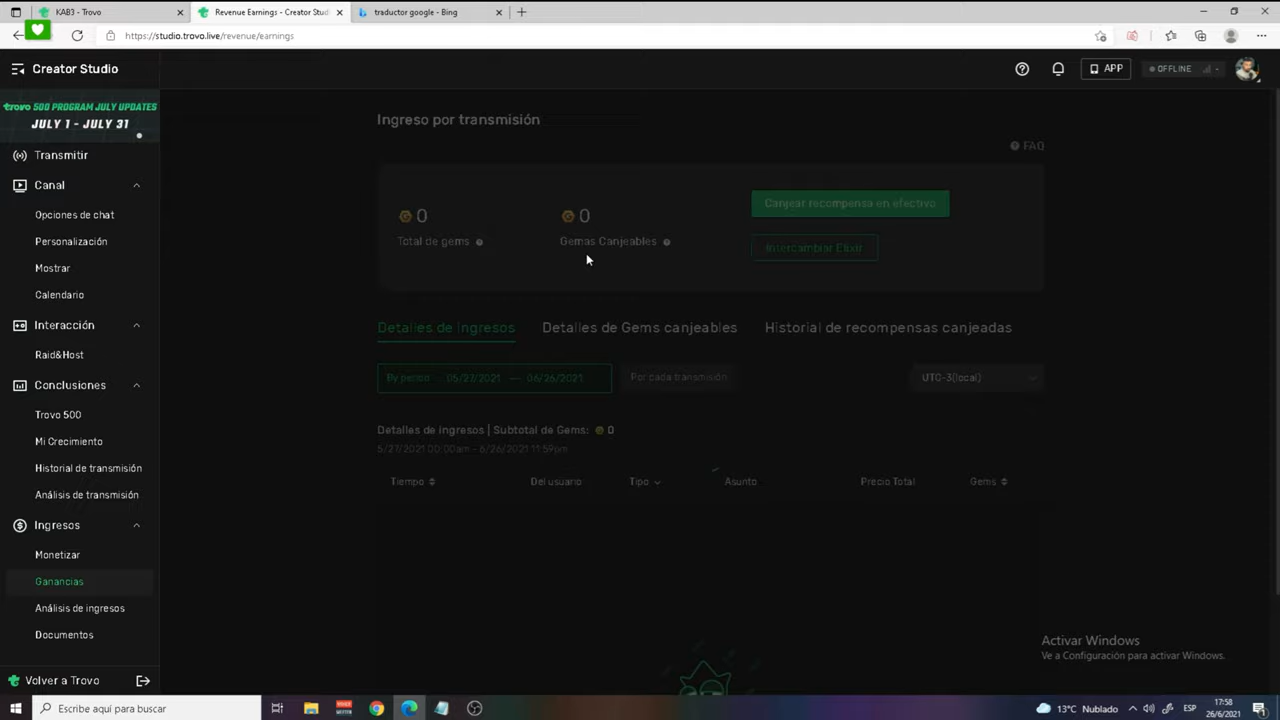 KAB3 - Trovo
Revenue Earnings - Creator Stud
traductor google - Bing
https://studio.trovo.live/revenue/earnings
Creator Studio
APP
OFFLINE
trovo 500 PROGRAM JULY UPDATES
JULY 1 - JULY 31
Transmitir
Canal
Opciones de chat
Personalización
Mostrar
Calendario
Interacción
Raid&Host
Conclusiones
Trovo 500
Mi Crecimiento
Historial de transmisión
Análisis de transmisión
Ingresos
Monetizar
Ganancias
Análisis de ingresos
Documentos
Volver a Trovo
Ingreso por transmisión
FAQ
0
0
Total de gems
Gemas Canjeables
Canjear recompensa en efectivo
Intercambiar Elixir
Detalles de ingresos
Detalles de Gems canjeables
Historial de recompensas canjeadas
05/27/2021 — 06/26/2021
Por cada transmisión
UTC-3(local)
Detalles de ingresos | Subtotal de Gems: 0
5/27/2021 00:00am - 6/26/2021 11:59pm
Tiempo
Del usuario
Tipo
Asunto
Precio Total
Gems
Activar Windows
Ve a Configuración para activar Windows.
Escribe aquí para buscar
13°C Nublado
ESP
17:58
26/6/2021